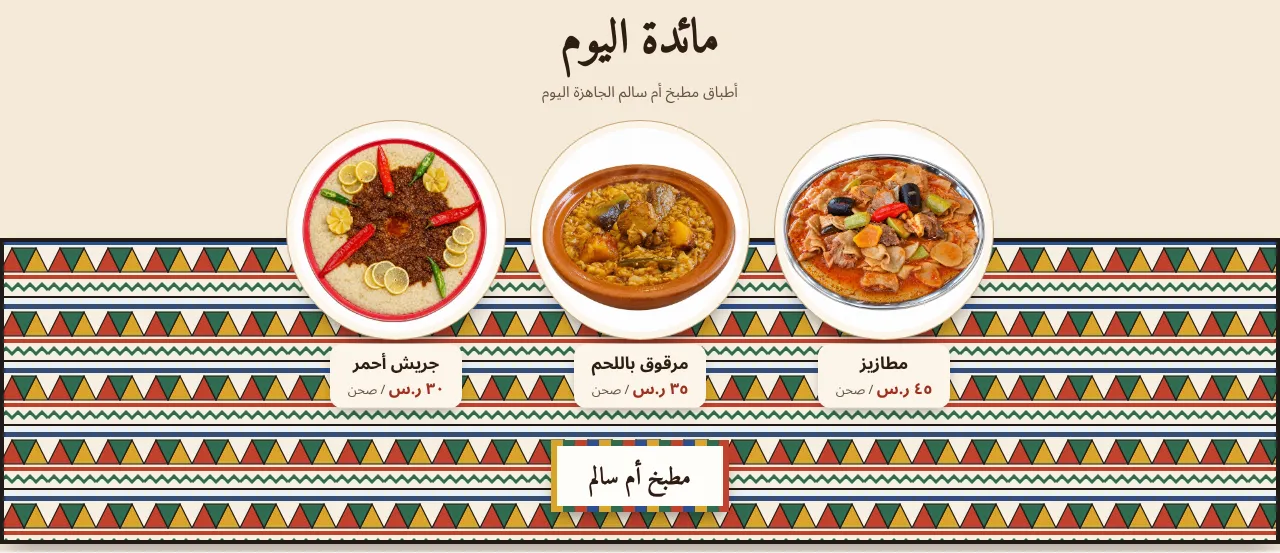 مائدة اليوم
أطباق مطبخ أم سالم الجاهزة اليوم
مطازيز
٤٥ ر.س / صحن
مرقوق باللحم
٣٥ ر.س / صحن
جريش أحمر
٣٠ ر.س / صحن
مطبخ أم سالم